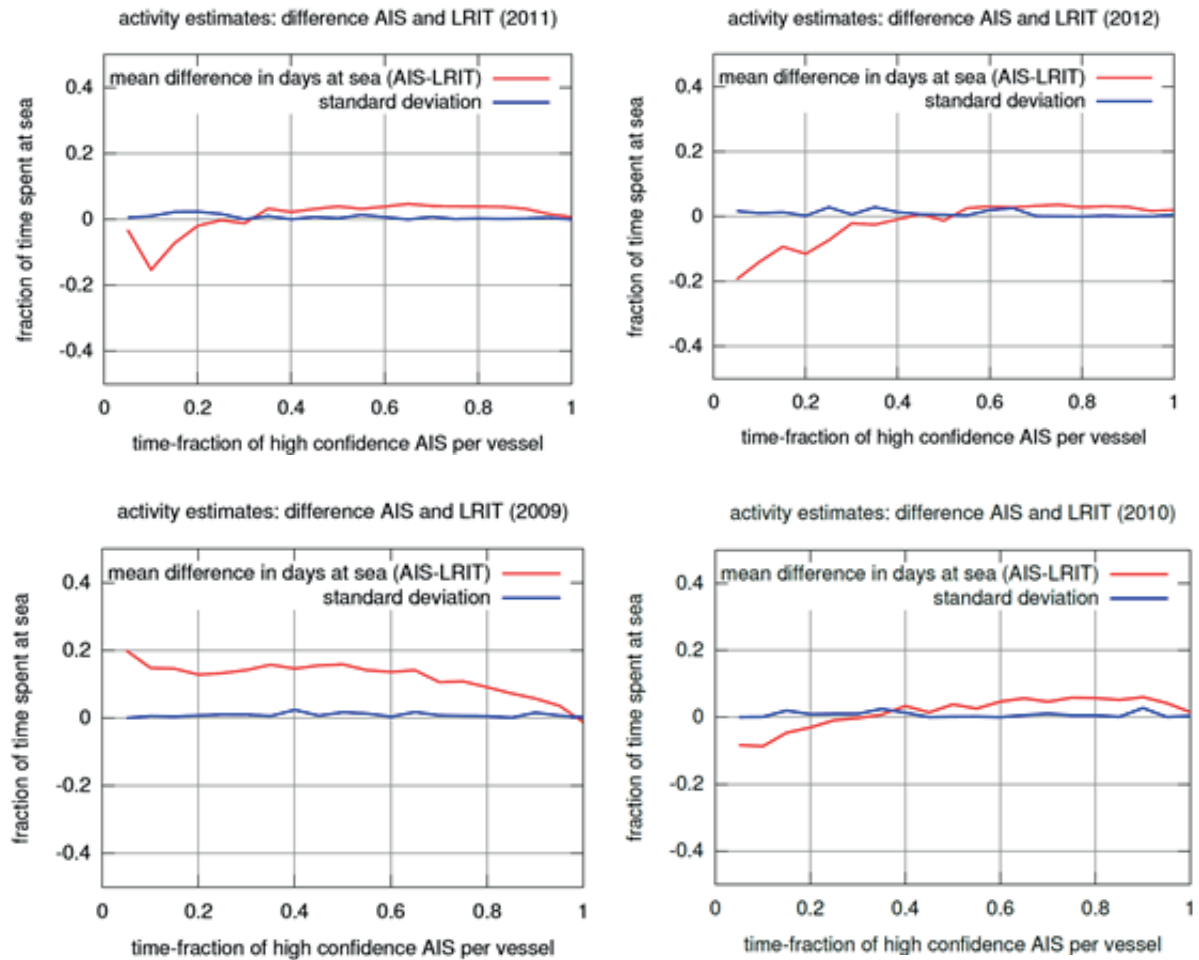 activity estimates: difference AIS and LRIT (2011)
mean difference in days at sea (AIS-LRIT)
standard deviation
fraction of time spent at sea
0.4
0.2
0
-0.2
-0.4
0 0.2 0.4 0.6 0.8 1
time-fraction of high confidence AIS per vessel
activity estimates: difference AIS and LRIT (2012)
mean difference in days at sea (AIS-LRIT)
standard deviation
fraction of time spent at sea
0.4
0.2
0
-0.2
-0.4
0 0.2 0.4 0.6 0.8 1
time-fraction of high confidence AIS per vessel
activity estimates: difference AIS and LRIT (2009)
mean difference in days at sea (AIS-LRIT)
standard deviation
fraction of time spent at sea
0.4
0.2
0
-0.2
-0.4
0 0.2 0.4 0.6 0.8 1
time-fraction of high confidence AIS per vessel
activity estimates: difference AIS and LRIT (2010)
mean difference in days at sea (AIS-LRIT)
standard deviation
fraction of time spent at sea
0.4
0.2
0
-0.2
-0.4
0 0.2 0.4 0.6 0.8 1
time-fraction of high confidence AIS per vessel